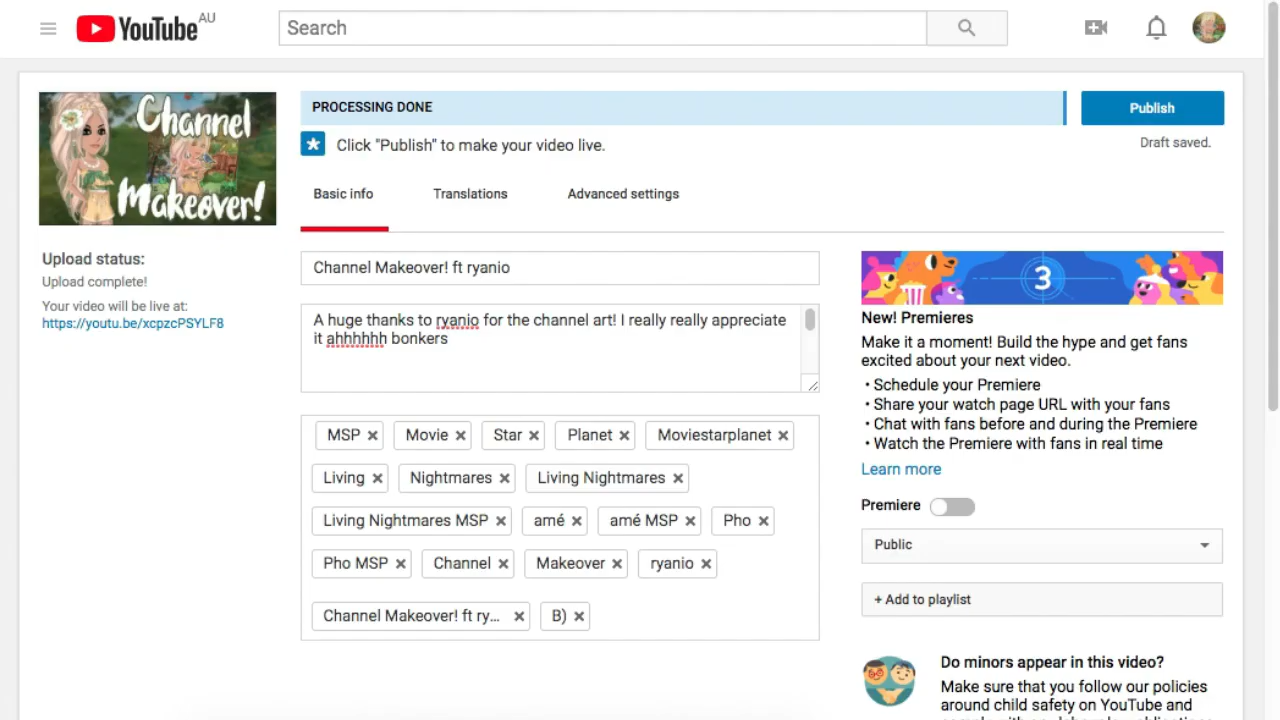 YouTube AU
Search
Channel
Makeover!
PROCESSING DONE
Publish
Click "Publish" to make your video live.
Draft saved.
Basic info
Translations
Advanced settings
Upload status:
Upload complete!
Your video will be live at:
https://youtu.be/xcpzcPSYLF8
Channel Makeover! ft ryanio
A huge thanks to ryanio for the channel art! I really really appreciate
it ahhhhhh bonkers
MSP × Movie × Star × Planet × Moviestarplanet ×
Living × Nightmares × Living Nightmares ×
Living Nightmares MSP × amé × amé MSP × Pho ×
Pho MSP × Channel × Makeover × ryanio ×
Channel Makeover! ft ry... × B) ×
3
New! Premieres
Make it a moment! Build the hype and get fans
excited about your next video.
• Schedule your Premiere
• Share your watch page URL with your fans
• Chat with fans before and during the Premiere
• Watch the Premiere with fans in real time
Learn more
Premiere
Public
+ Add to playlist
Do minors appear in this video?
Make sure that you follow our policies
around child safety on YouTube and